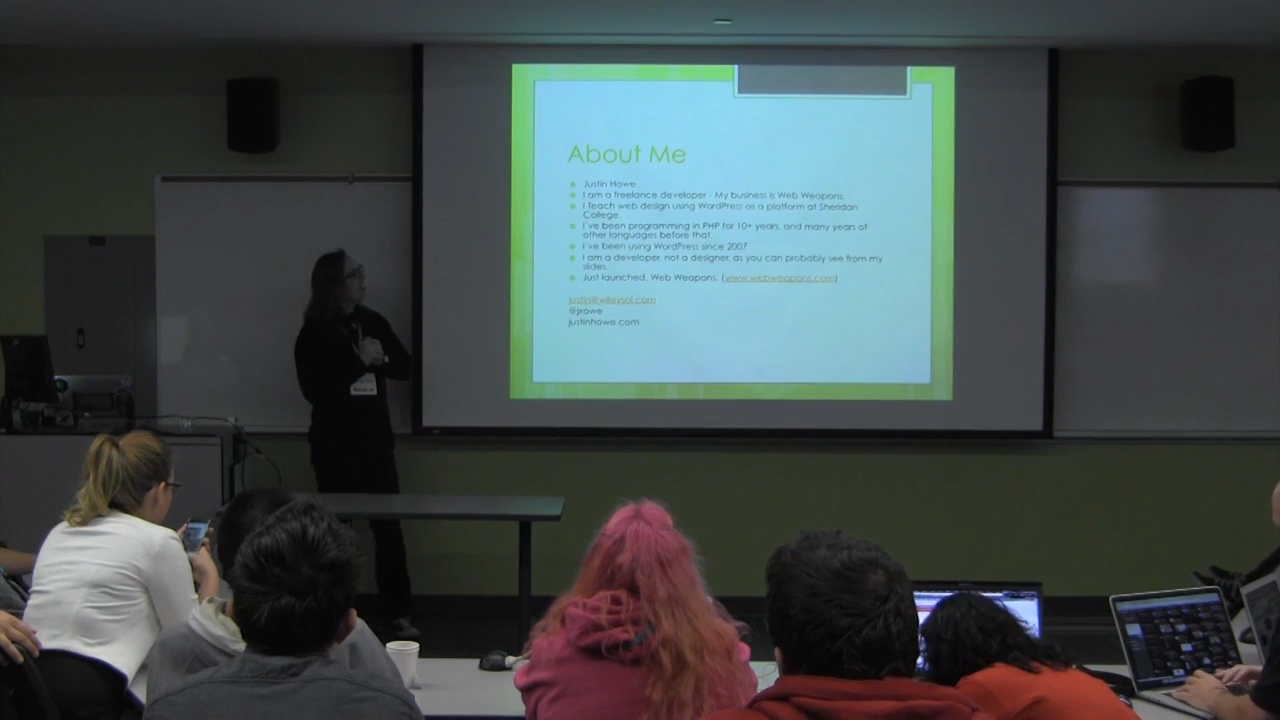 About Me
Justin Howe.
I am a freelance developer - My business is Web Weapons.
I Teach web design using WordPress as a platform at Sheridan
College.
I've been programming in PHP for 10+ years, and many years of
other languages before that
I've been using WordPress since 2007
I am a developer, not a designer, as you can probably see from my
slides.
Just launched, Web Weapons. (www.webweapons.com)
justin@wileysol.com
@jrowe
justinhowe.com